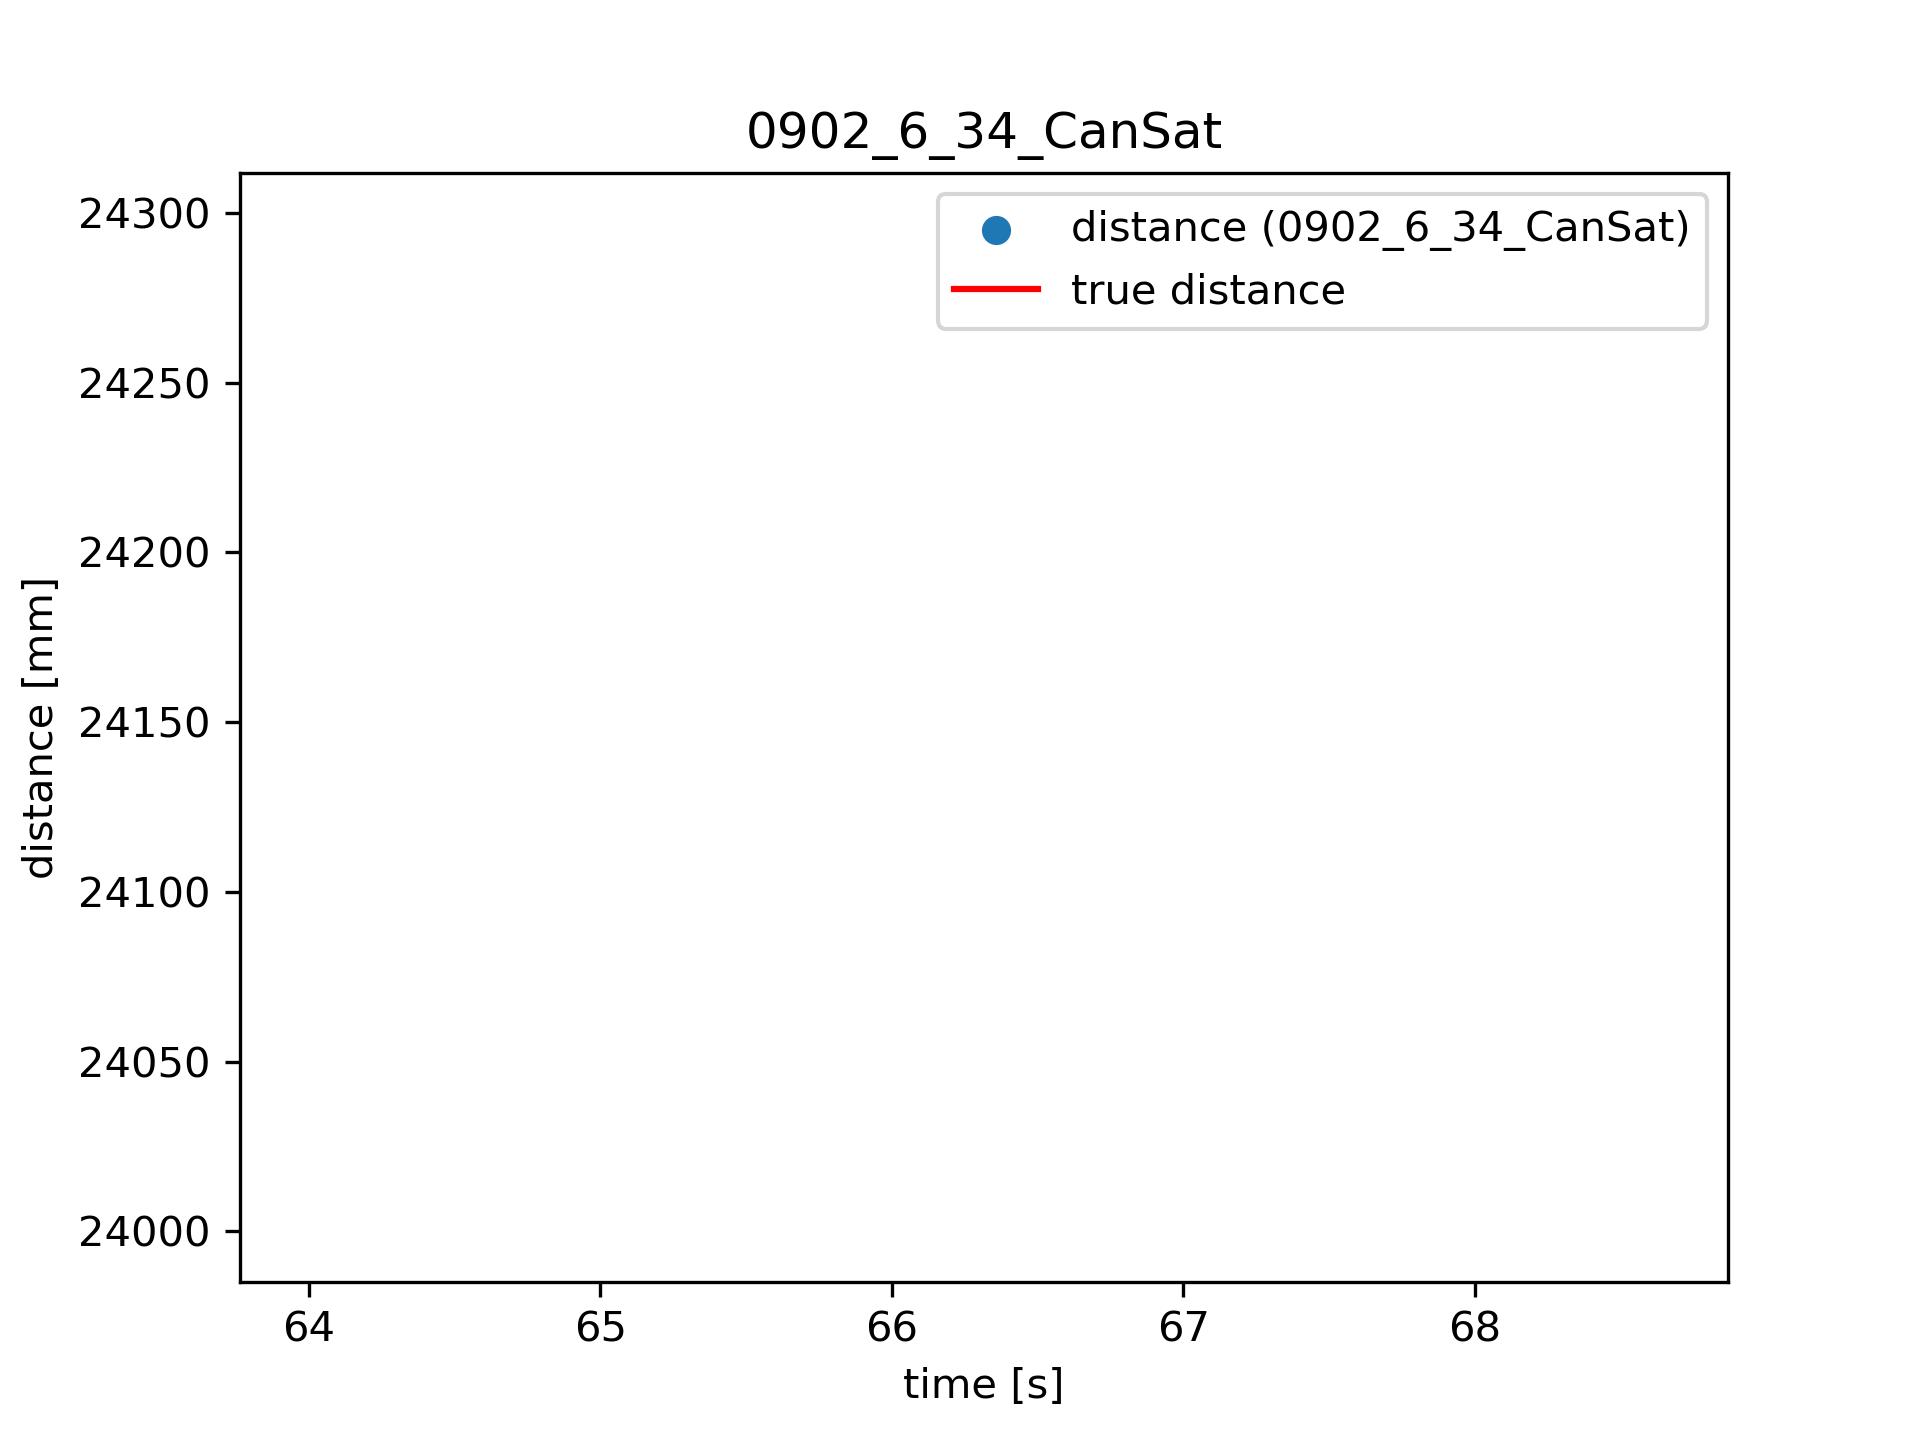 0902_6_34_CanSat
distance (0902_6_34_CanSat)
true distance
24300
24250
24200
24150
24100
24050
24000
distance [mm]
64
65
66
67
68
time [s]